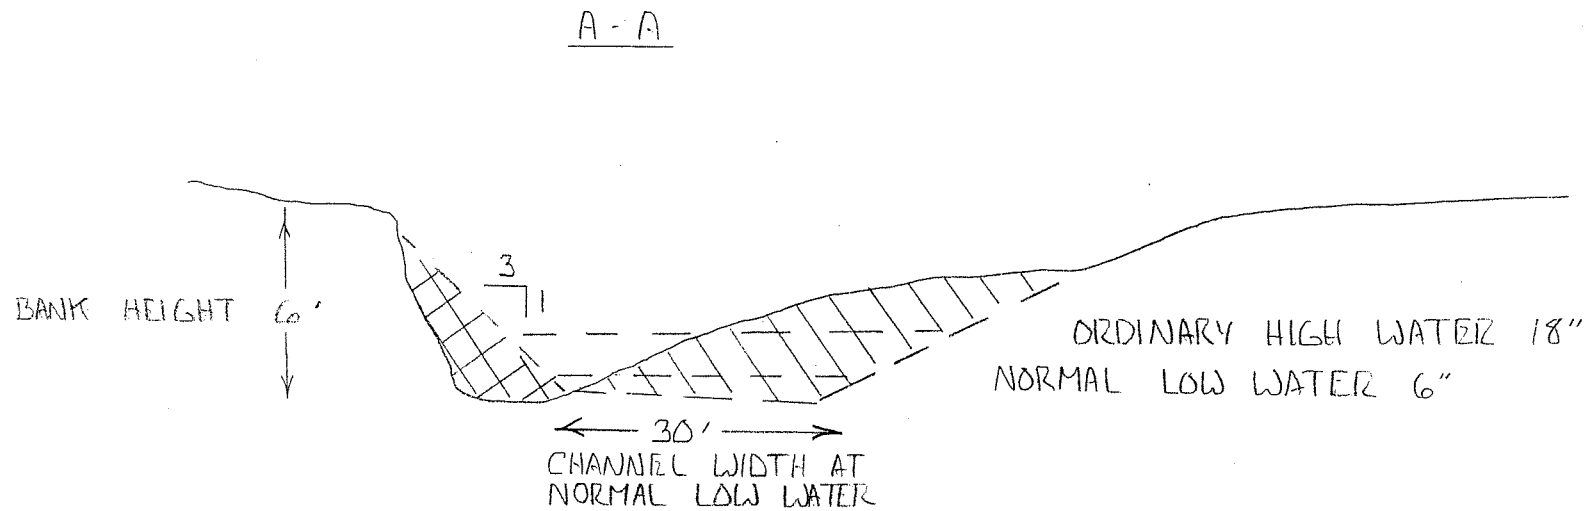 A - A
3
1
BANK HEIGHT 6'
ORDINARY HIGH WATER 18"
NORMAL LOW WATER 6"
30'
CHANNEL WIDTH AT
NORMAL LOW WATER